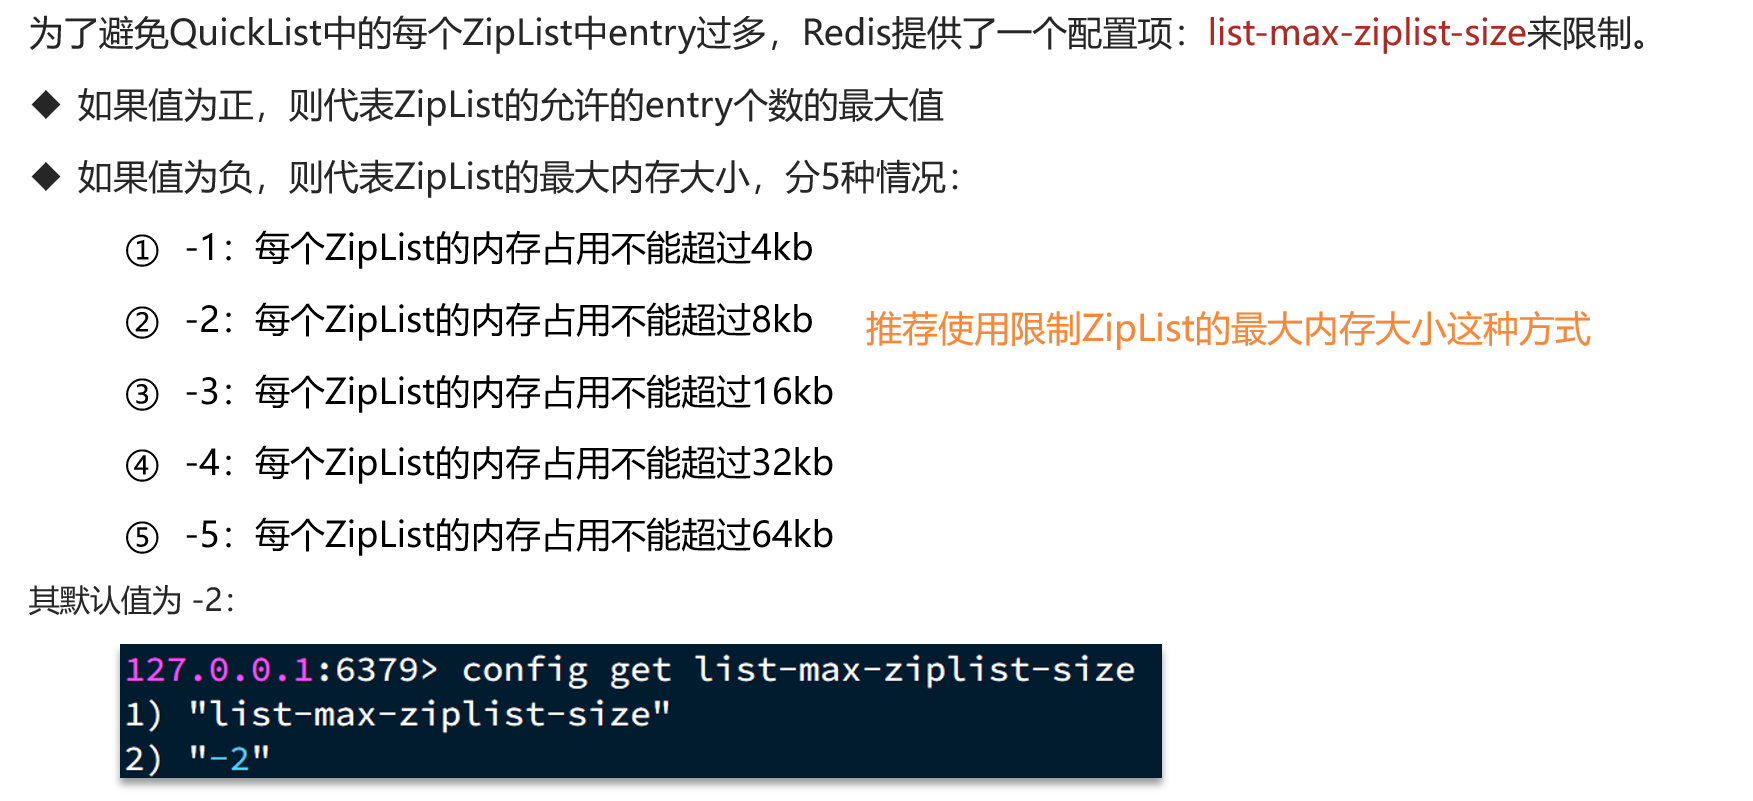 为了避免QuickList中的每个ZipList中entry过多，Redis提供了一个配置项：list-max-ziplist-size来限制。
◆ 如果值为正，则代表ZipList的允许的entry个数的最大值
◆ 如果值为负，则代表ZipList的最大内存大小，分5种情况：
① -1：每个ZipList的内存占用不能超过4kb
② -2：每个ZipList的内存占用不能超过8kb
推荐使用限制ZipList的最大内存大小这种方式
③ -3：每个ZipList的内存占用不能超过16kb
④ -4：每个ZipList的内存占用不能超过32kb
⑤ -5：每个ZipList的内存占用不能超过64kb
其默认值为 -2：
127.0.0.1:6379> config get list-max-ziplist-size
1) "list-max-ziplist-size"
2) "-2"